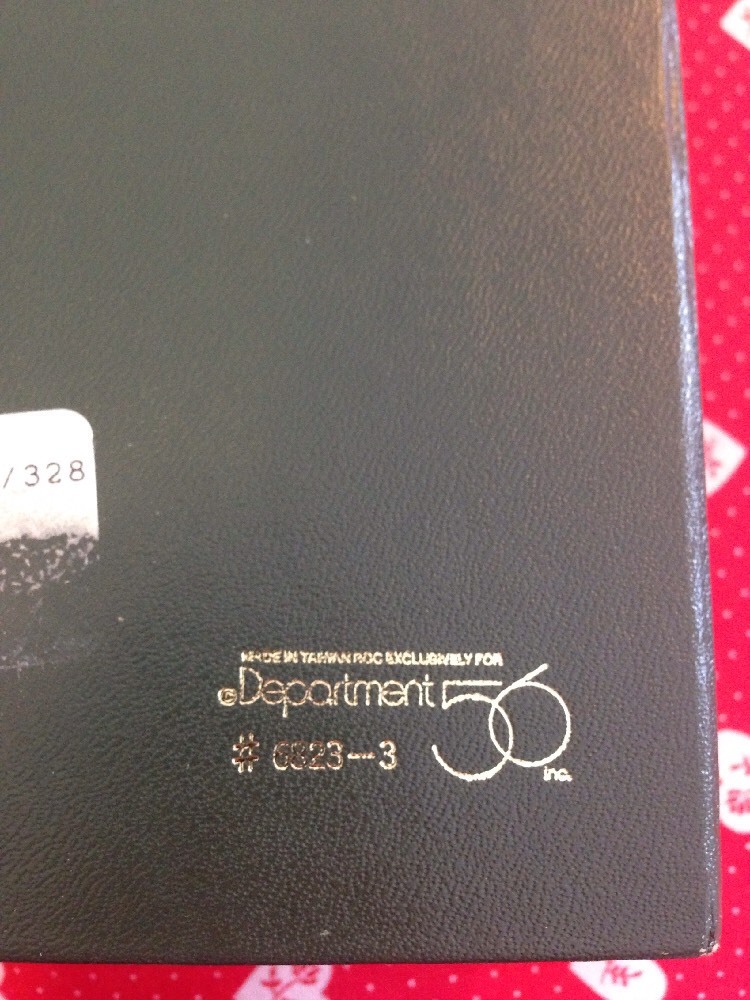 /328
MADE IN TAIWAN ROC EXCLUSIVELY FOR
©Department 56
inc.
# 6323-3